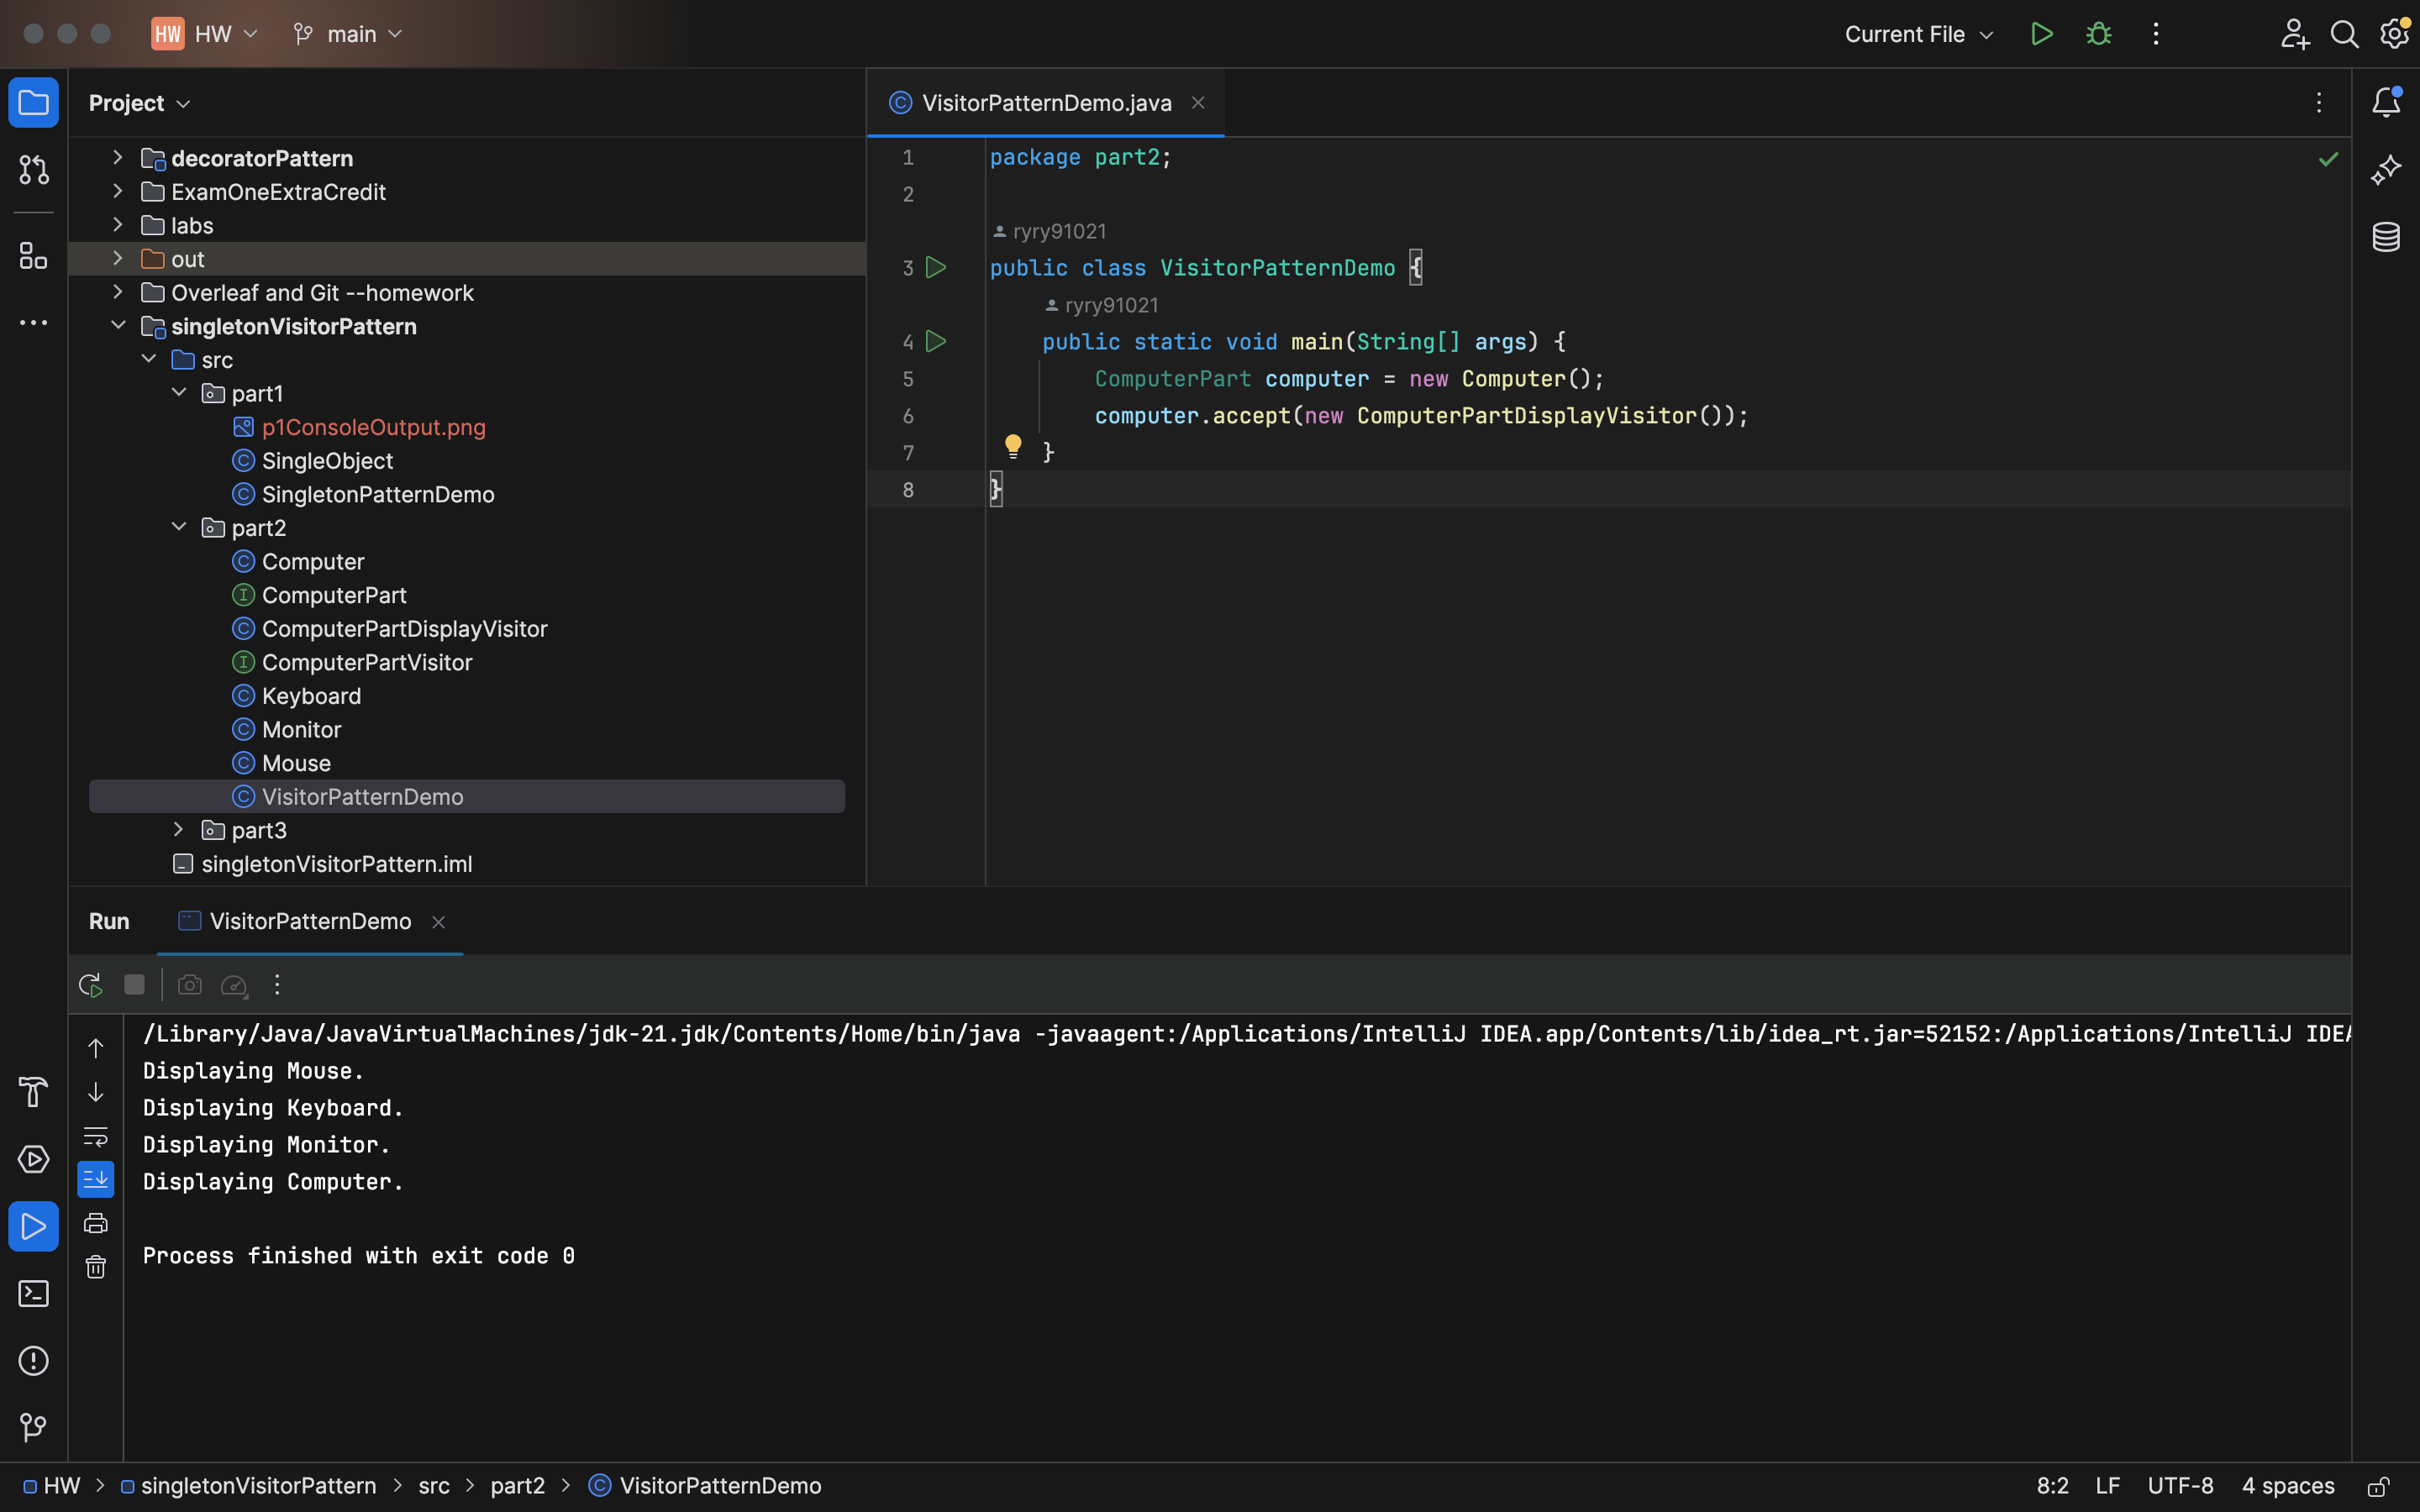 HW HW main Current File
Project
decoratorPattern
ExamOneExtraCredit
labs
out
Overleaf and Git --homework
singletonVisitorPattern
src
part1
p1ConsoleOutput.png
SingleObject
SingletonPatternDemo
part2
Computer
ComputerPart
ComputerPartDisplayVisitor
ComputerPartVisitor
Keyboard
Monitor
Mouse
VisitorPatternDemo
part3
singletonVisitorPattern.iml
VisitorPatternDemo.java
1 package part2;
2
ryry91021
3 public class VisitorPatternDemo {
ryry91021
4 public static void main(String[] args) {
5 ComputerPart computer = new Computer();
6 computer.accept(new ComputerPartDisplayVisitor());
7 }
8 }
Run VisitorPatternDemo
/Library/Java/JavaVirtualMachines/jdk-21.jdk/Contents/Home/bin/java -javaagent:/Applications/IntelliJ IDEA.app/Contents/lib/idea_rt.jar=52152:/Applications/IntelliJ IDEA
Displaying Mouse.
Displaying Keyboard.
Displaying Monitor.
Displaying Computer.
Process finished with exit code 0
HW > singletonVisitorPattern > src > part2 > VisitorPatternDemo 8:2 LF UTF-8 4 spaces